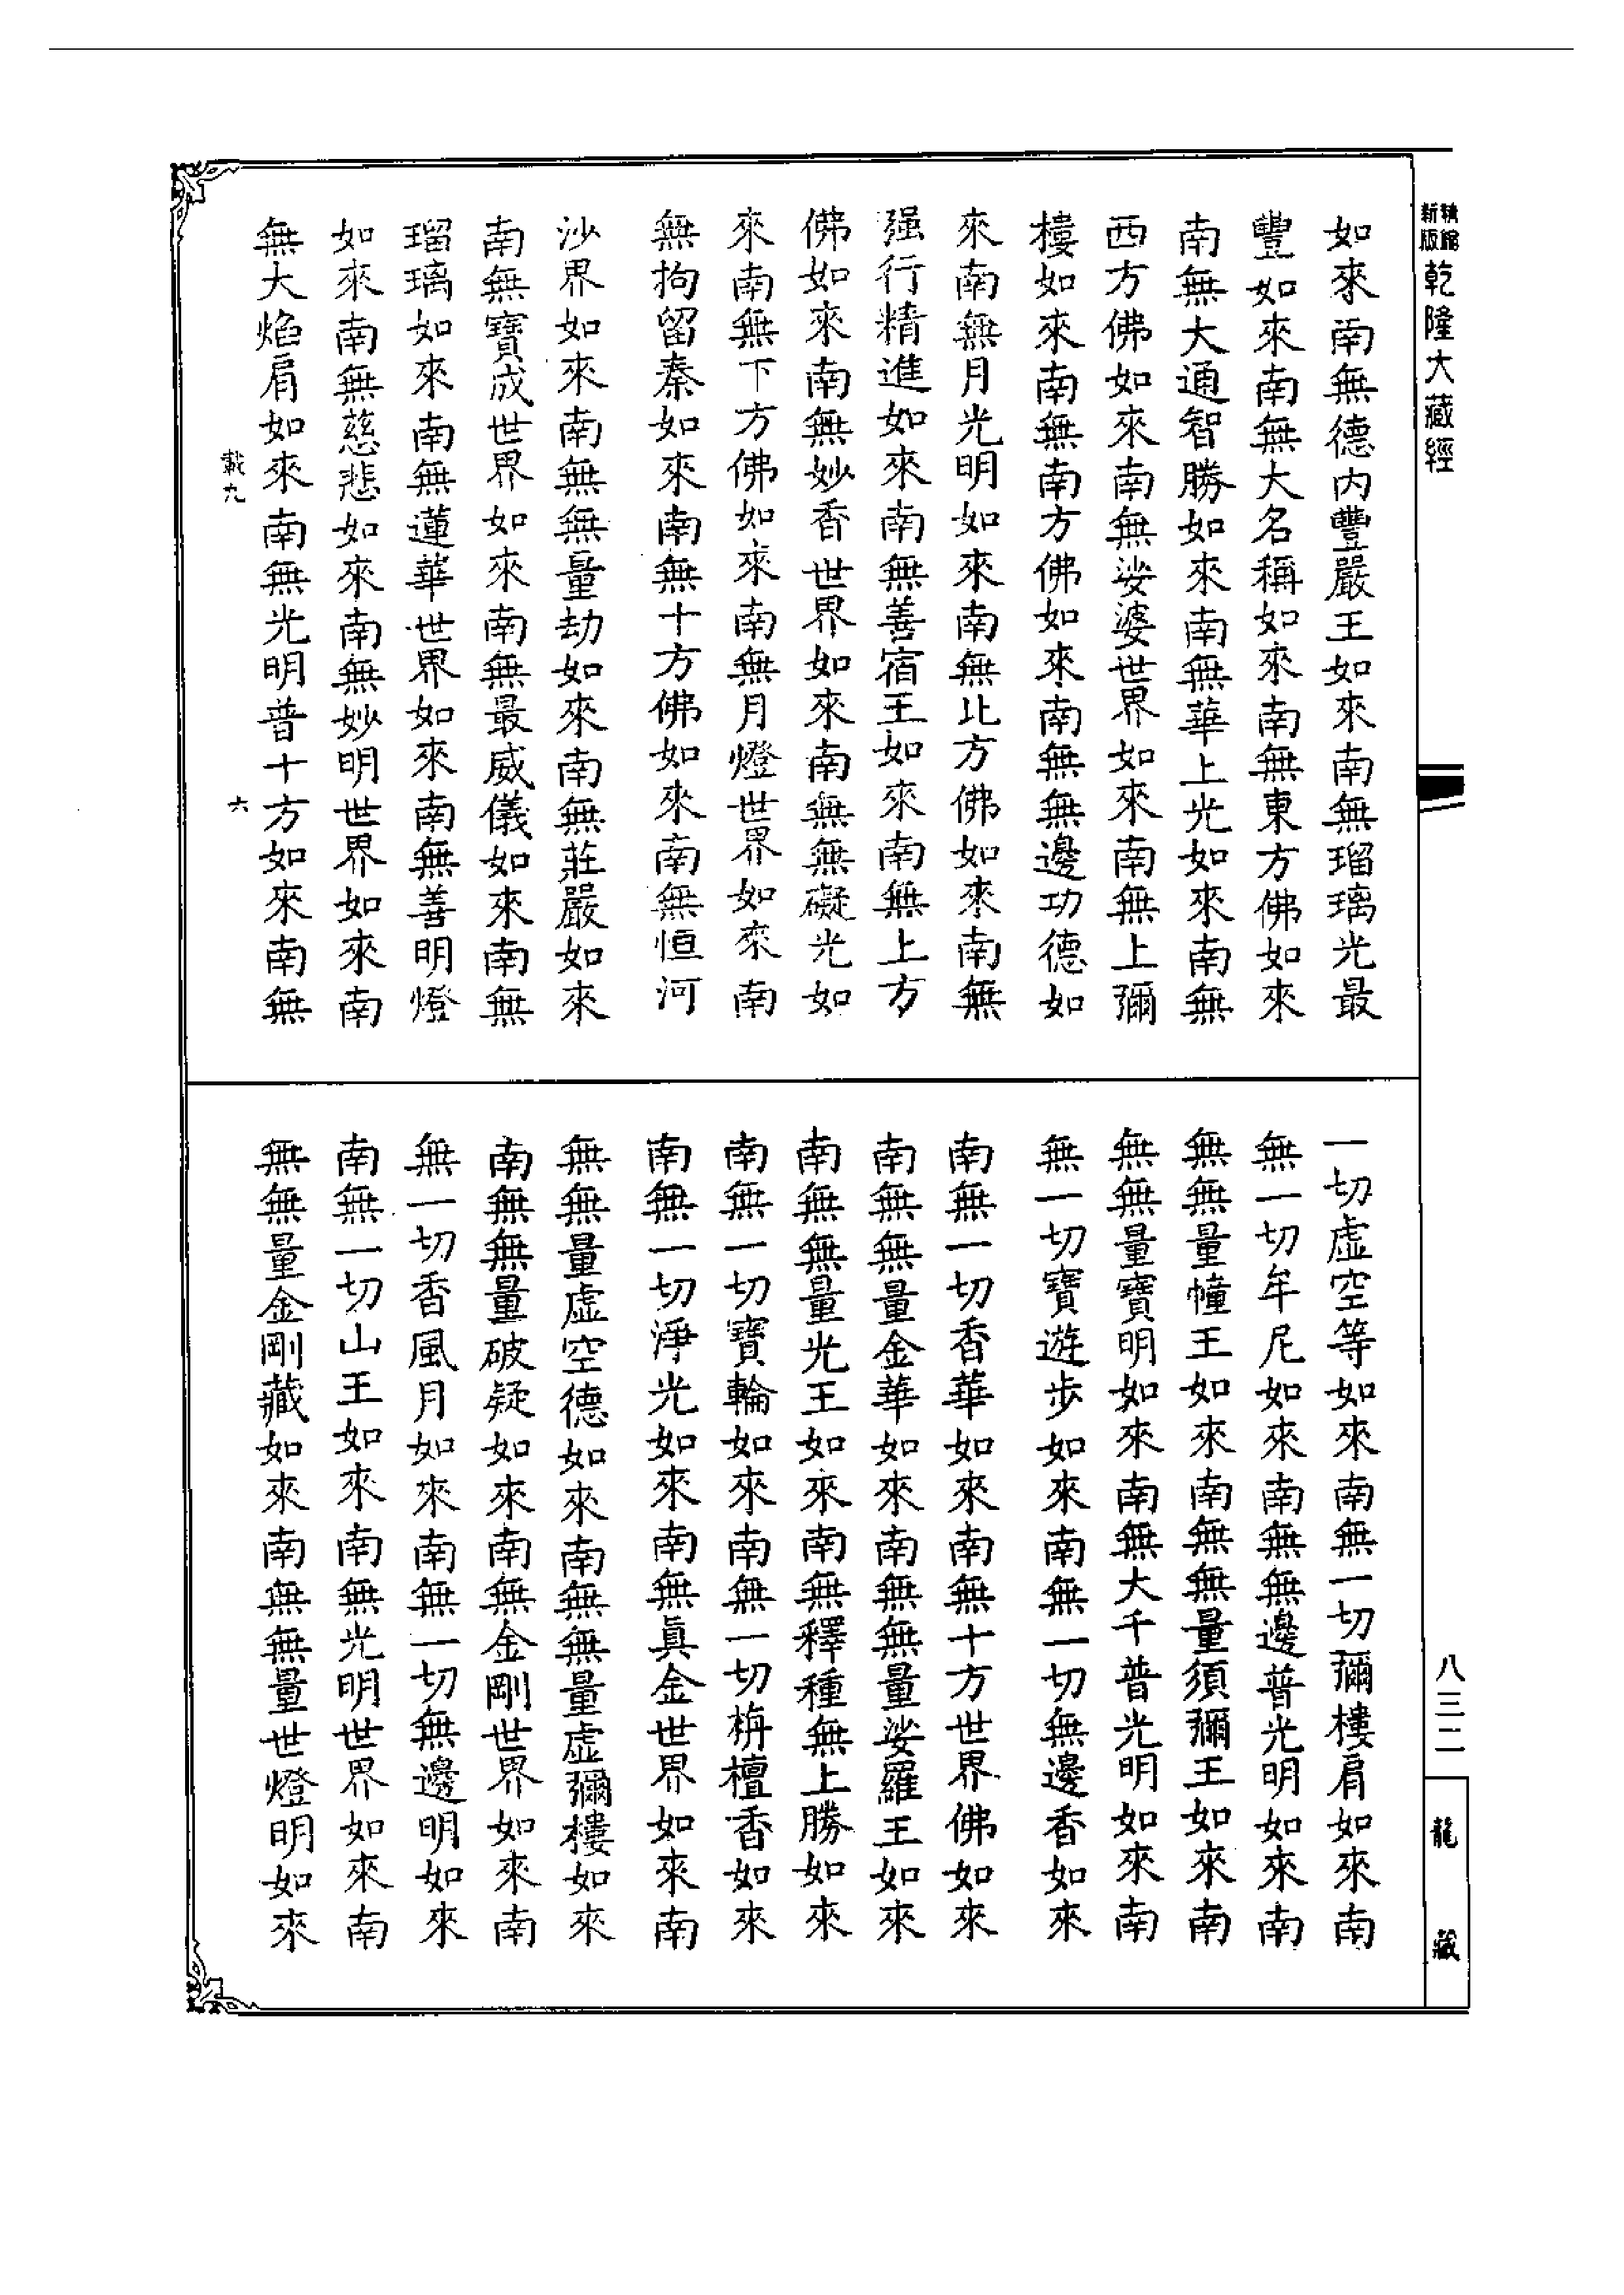 新版精縮乾隆大藏經
如來南無德內豐嚴王如來南無瑠璃光最
豐如來南無大名稱如來南無東方佛如來
南無大通智勝如來南無華上光如來南無
西方佛如來南無娑婆世界如來南無上彌
樓如來南無南方佛如來南無無邊功德如
來南無月光明如來南無北方佛如來南無
强行精進如來南無善宿王如來南無上方
佛如來南無妙香世界如來南無無礙光如
來南無下方佛如來南無月燈世界如來南
無拘留秦如來南無十方佛如來南無恒河
沙界如來南無無量劫如來南無莊嚴如來
南無寶成世界如來南無最威儀如來南無
瑠璃如來南無蓮華世界如來南無善明燈
如來南無慈悲如來南無妙明世界如來南
無大焰肩如來南無光明普十方如來南無
載九 六
一切虛空等如來南無一切彌樓肩如來南
無一切牟尼如來南無無邊普光明如來南
無無量幢王如來南無無量須彌王如來南
無無量寶明如來南無大千普光明如來南
無一切寶遊步如來南無一切無邊香如來
南無一切香華如來南無十方世界佛如來
南無無量金華如來南無無量娑羅王如來
南無無量光王如來南無釋種無上勝如來
南無一切寶輪如來南無一切栴檀香如來
南無一切淨光如來南無眞金世界如來南
無無量虛空德如來南無無量虛彌樓如來
南無無量破疑如來南無金剛世界如來南
無一切香風月如來南無一切無邊明如來
南無一切山王如來南無光明世界如來南
無無量金剛藏如來南無無量世燈明如來
八三二
龍藏